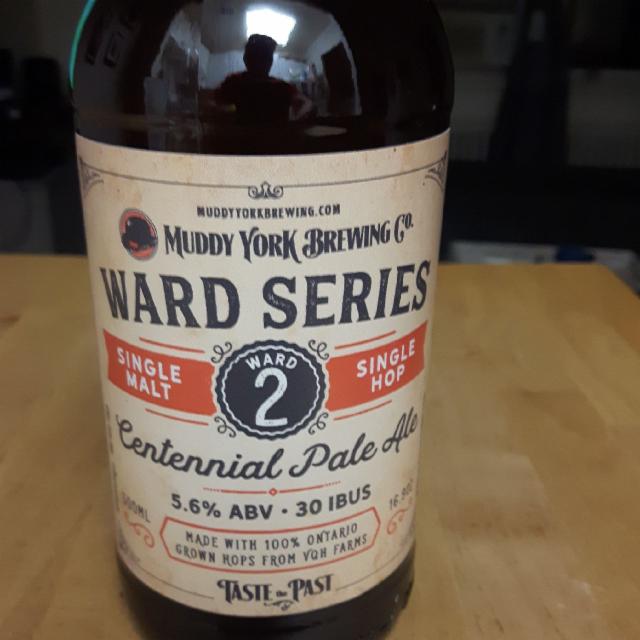 MUDDYYORKBREWING.COM
MUDDY YORK BREWING CO.
WARD SERIES
SINGLE MALT
WARD 2
SINGLE HOP
Centennial Pale Ale
5.6% ABV · 30 IBUS
500ML
16.9OZ
MADE WITH 100% ONTARIO
GROWN HOPS FROM VQH FARMS
TASTE the PAST